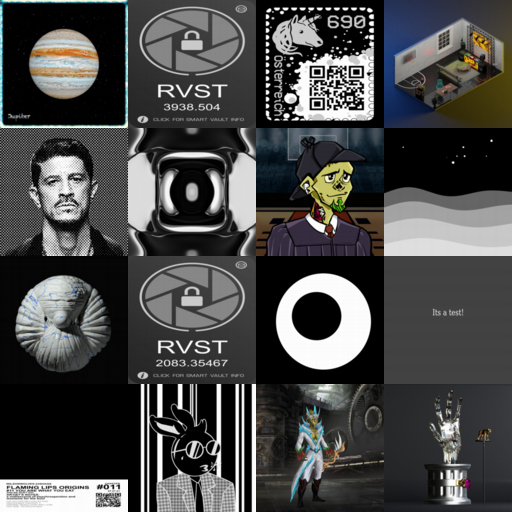 Jupiter
RVST
3938.504
CLICK FOR SMART VAULT INFO
690
österreich
RVST
2083.35467
CLICK FOR SMART VAULT INFO
Its a test!
FLAMING LIPS ORIGINS
#011